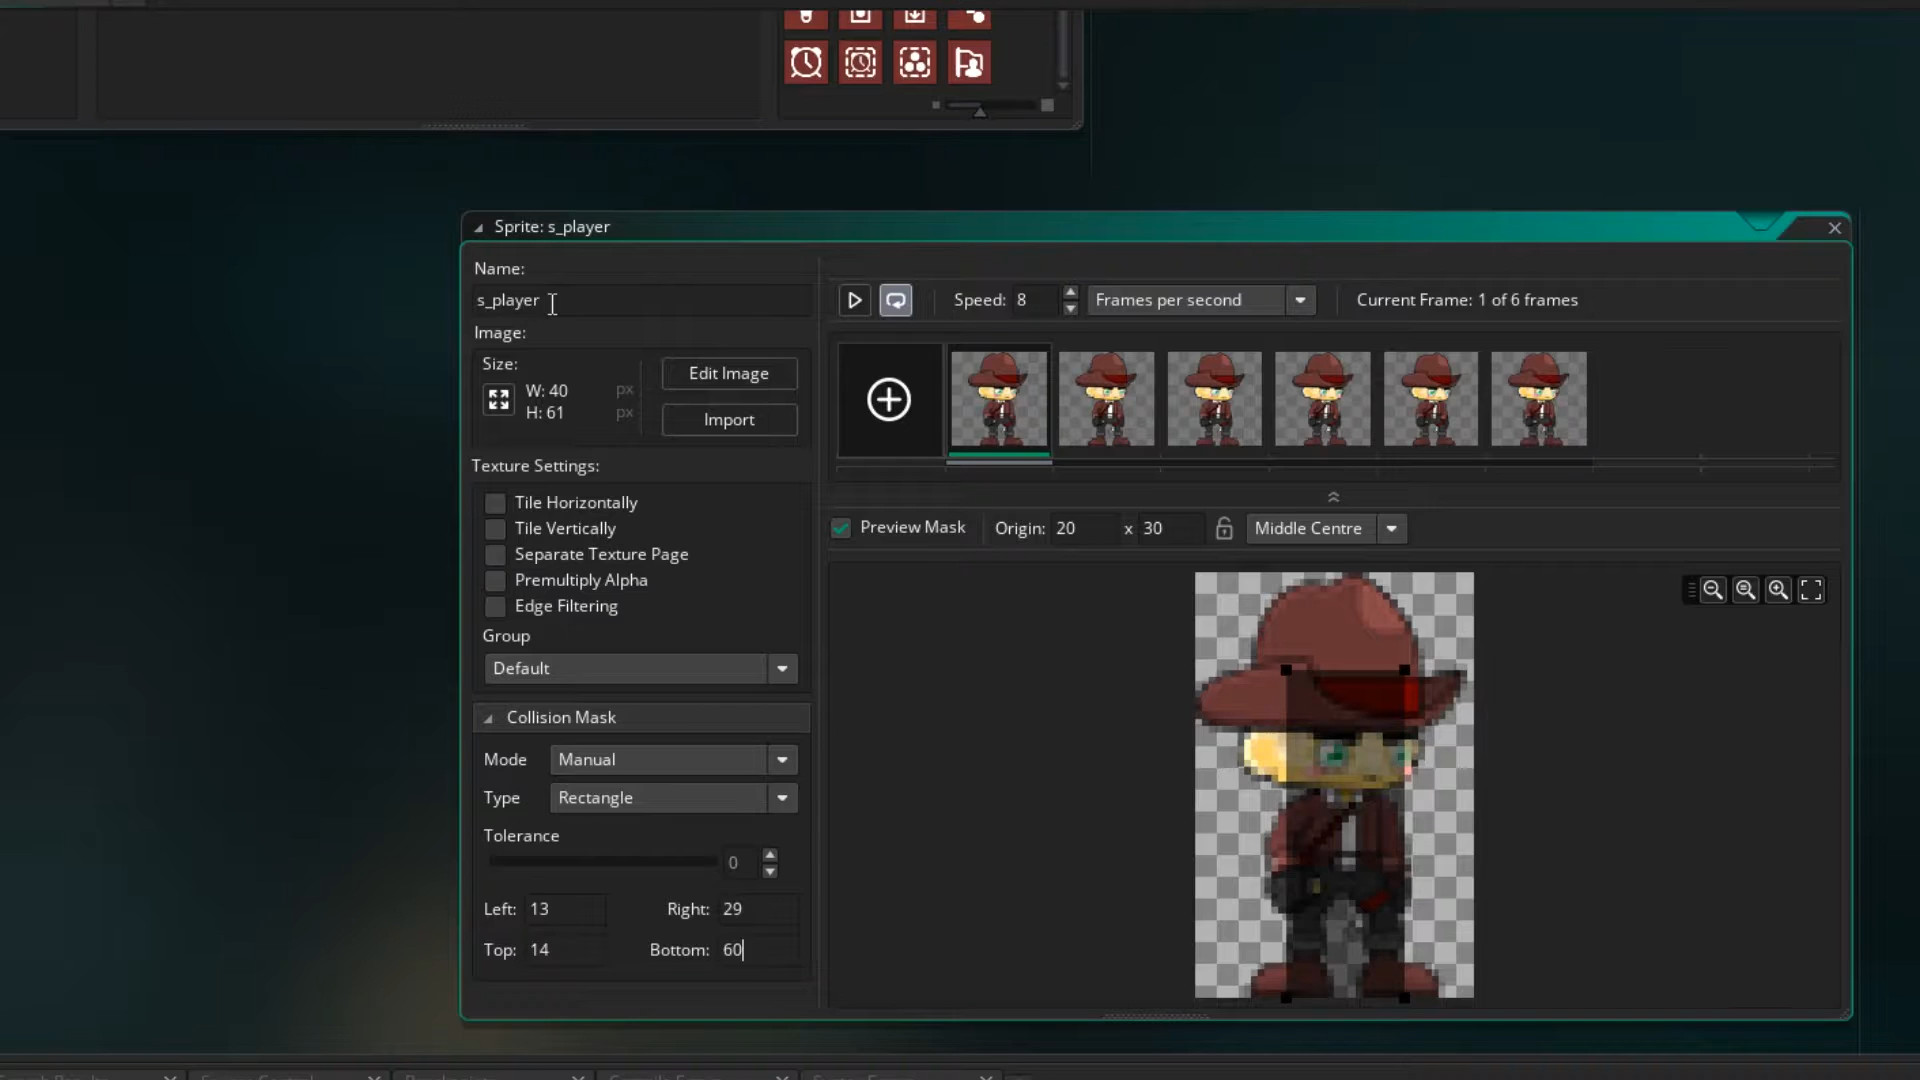 Sprite: s_player
Name:
s_player
Speed: 8 Frames per second Current Frame: 1 of 6 frames
Image:
Size:
W: 40 px
H: 61 px
Edit Image
Import
Texture Settings:
Tile Horizontally
Tile Vertically
Separate Texture Page
Premultiply Alpha
Edge Filtering
Group
Default
Preview Mask Origin: 20 x 30 Middle Centre
Collision Mask
Mode Manual
Type Rectangle
Tolerance
0
Left: 13 Right: 29
Top: 14 Bottom: 60